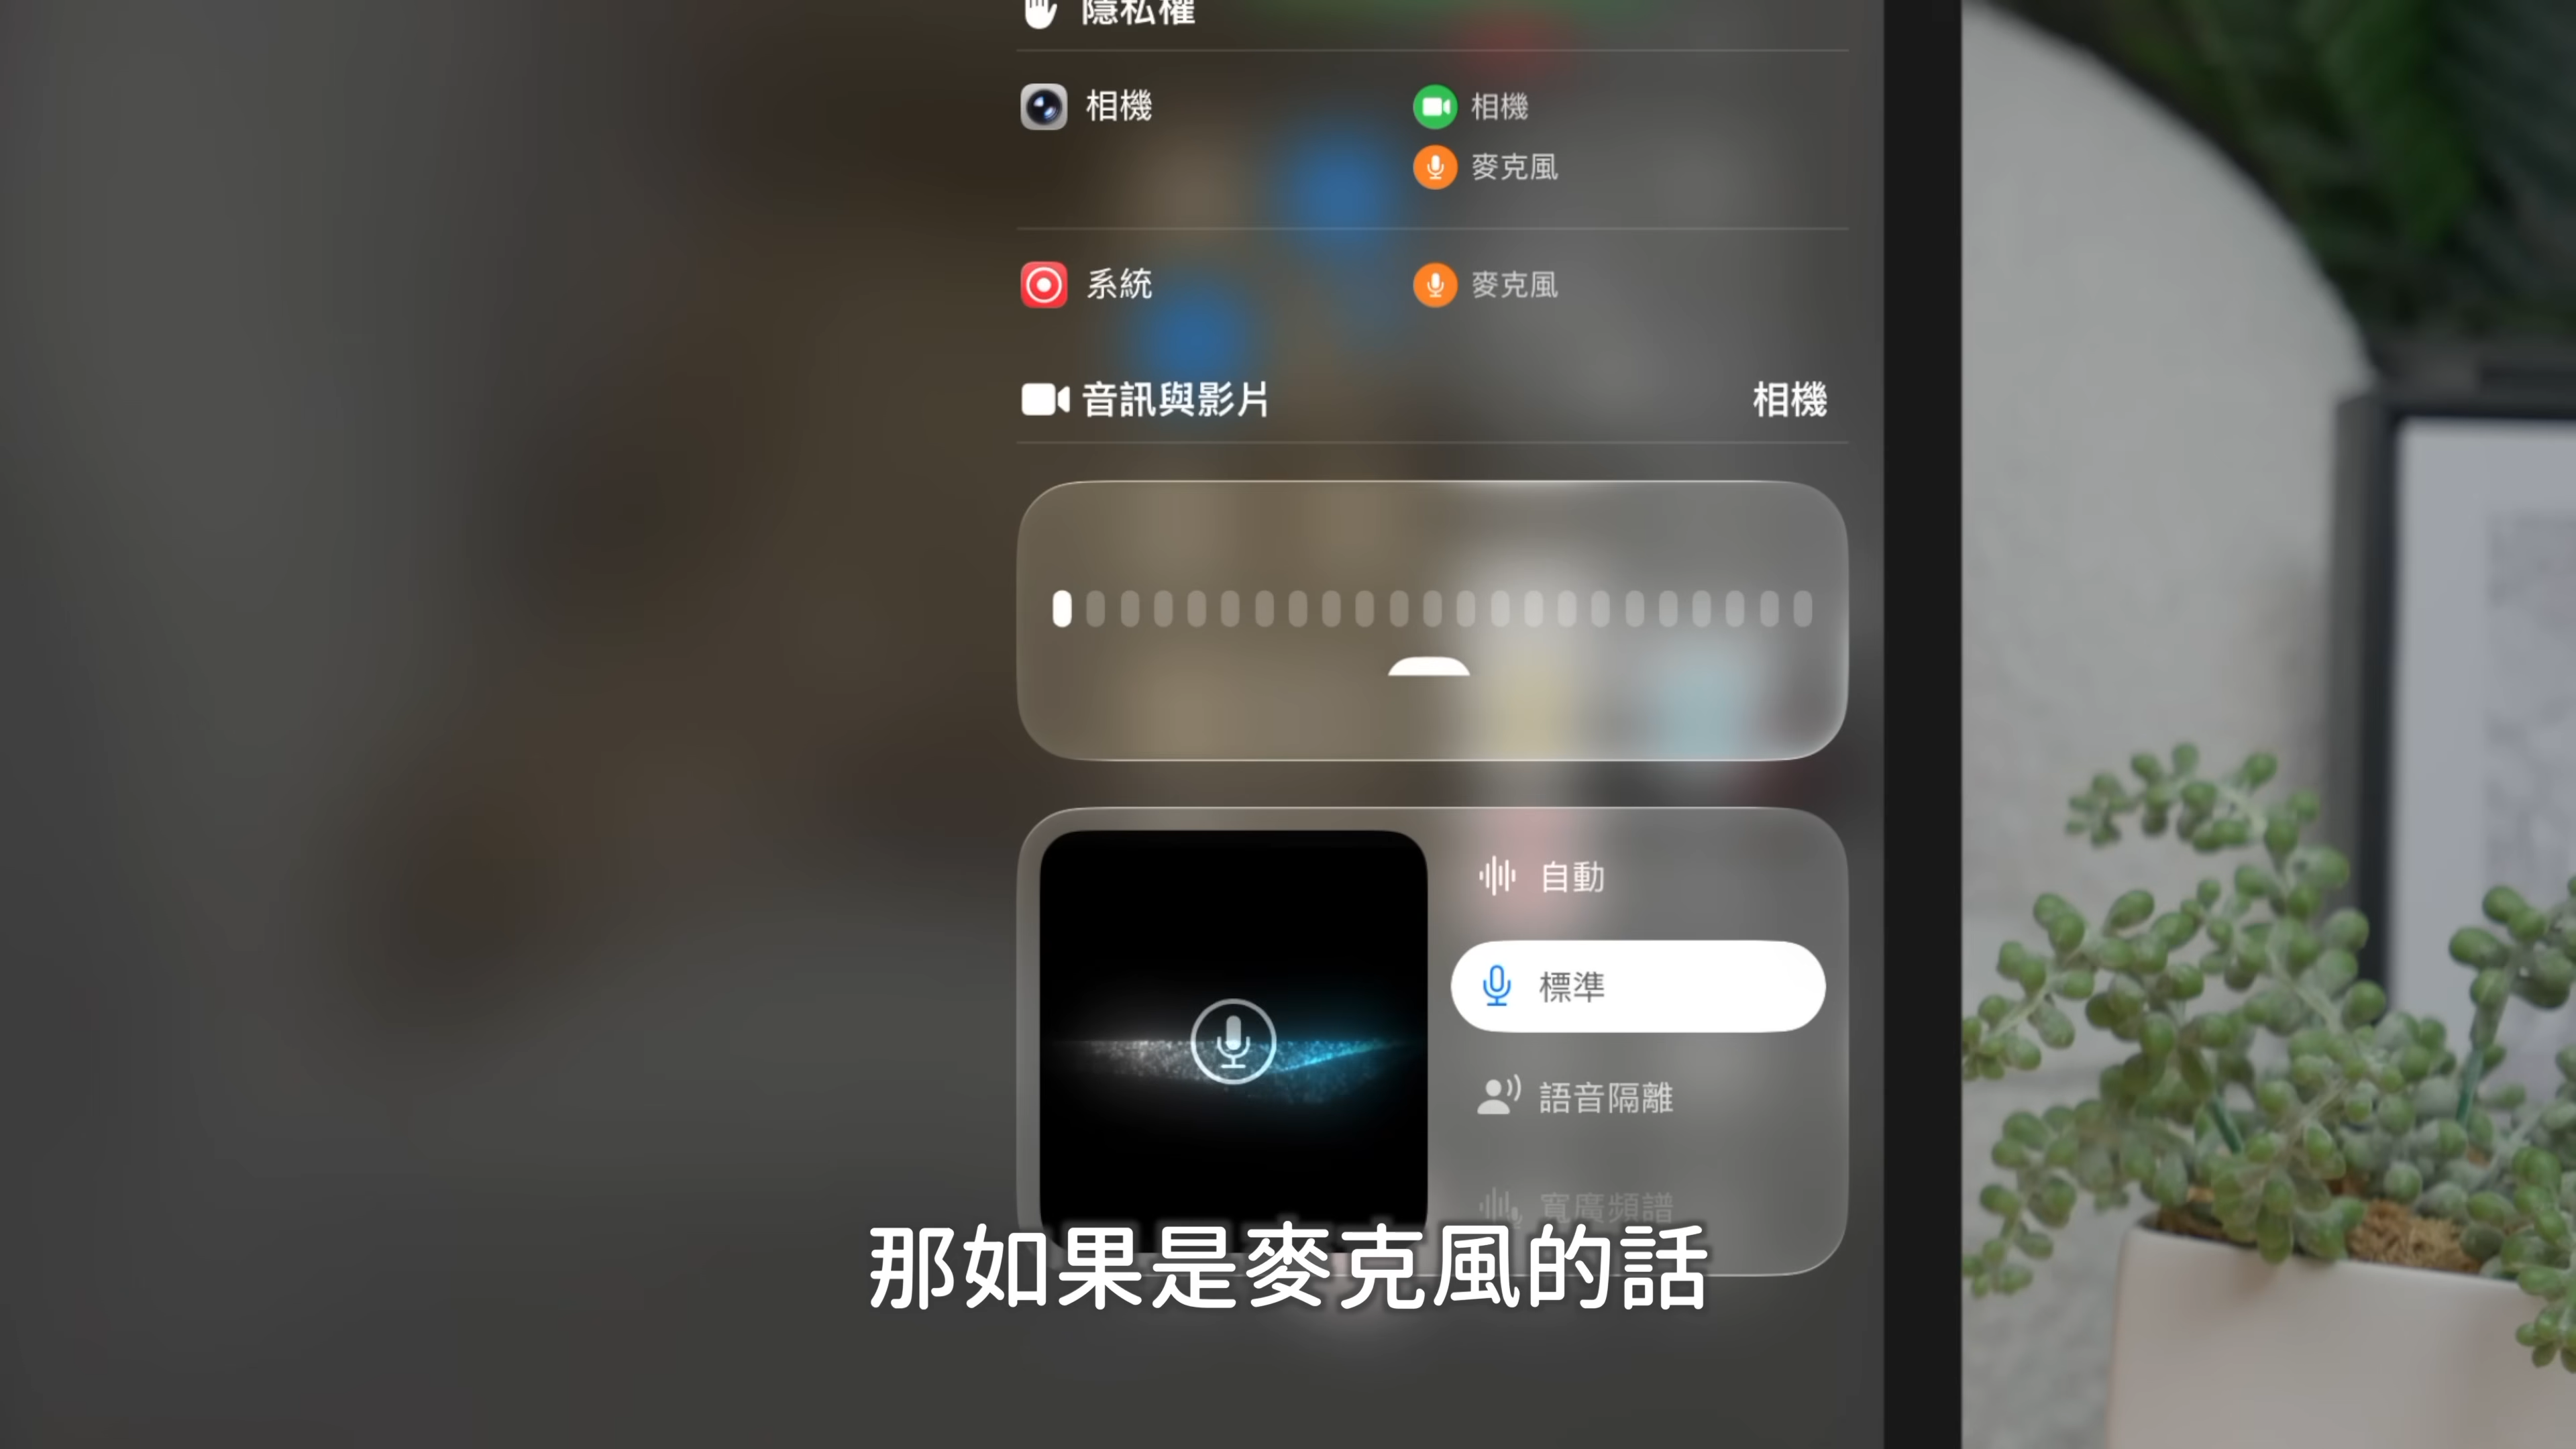 隱私權
相機 相機
麥克風
系統 麥克風
音訊與影片 相機
自動
標準
語音隔離
寬廣頻譜
那如果是麥克風的話